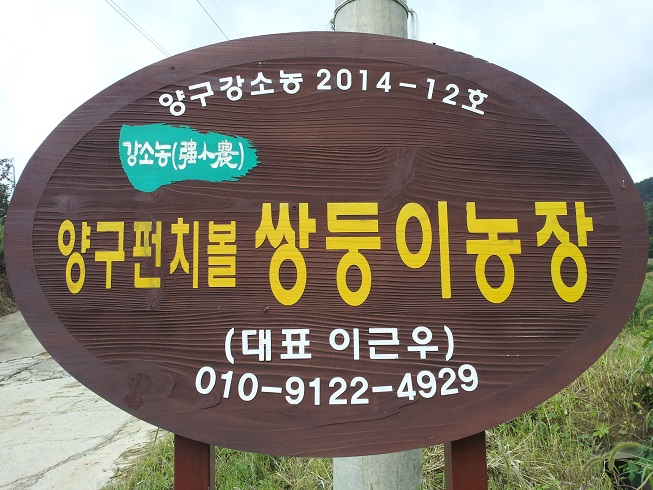 양구강소농 2014-12호
강소농(强小農)
양구펀치볼 쌍둥이농장
(대표 이근우)
010-9122-4929